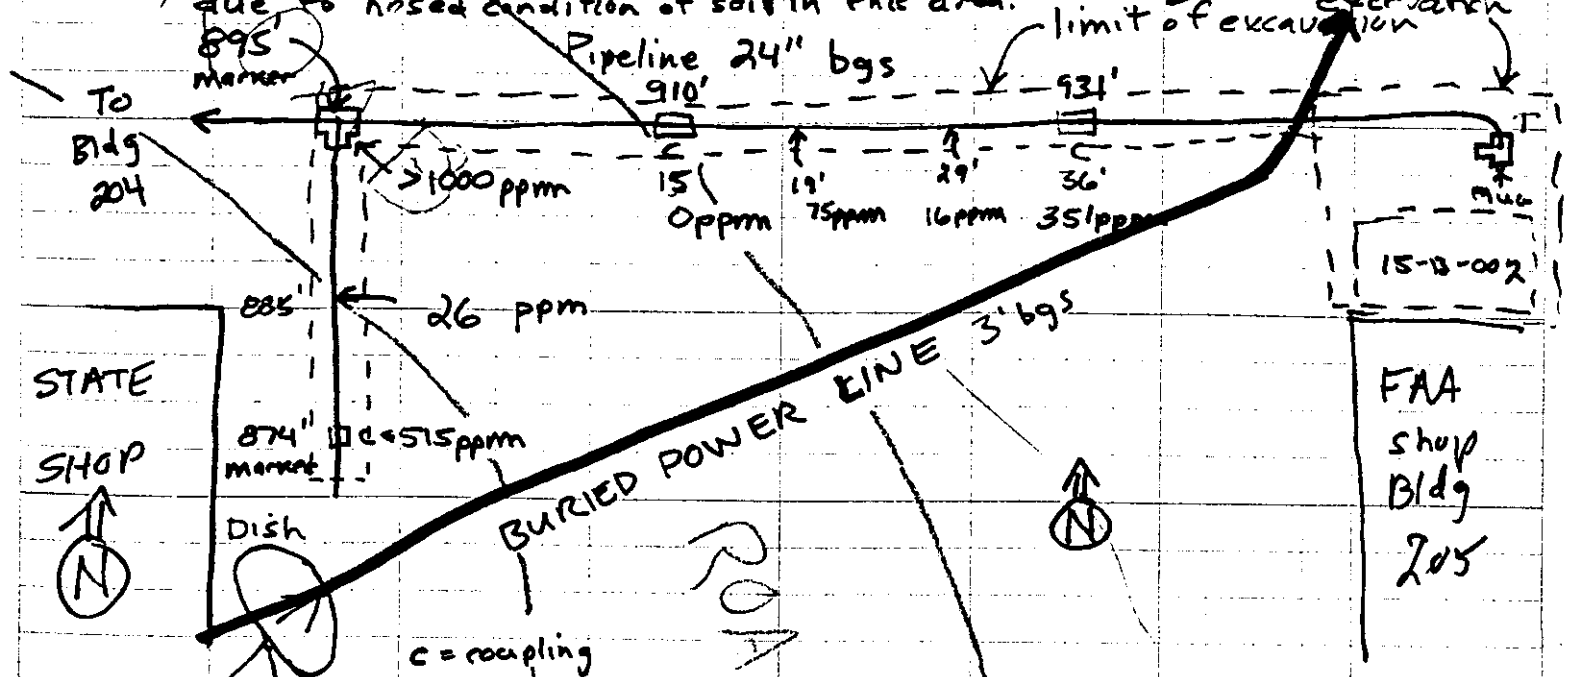 due to hosed condition of soils in this area.
excavation
limit of excavation
895'
marker
Pipeline 24" bgs
910'
931'
To
Bldg
204
T
>1000 ppm
C
15'
0ppm
19'
75ppm
29'
16ppm
C
36'
351ppm
15-B-002
885'
26 ppm
3' bgs
STATE
SHOP
874"
market
C
515ppm
BURIED POWER LINE
FAA
shop
Bldg
205
N
Dish
ROAD
N
c = coupling